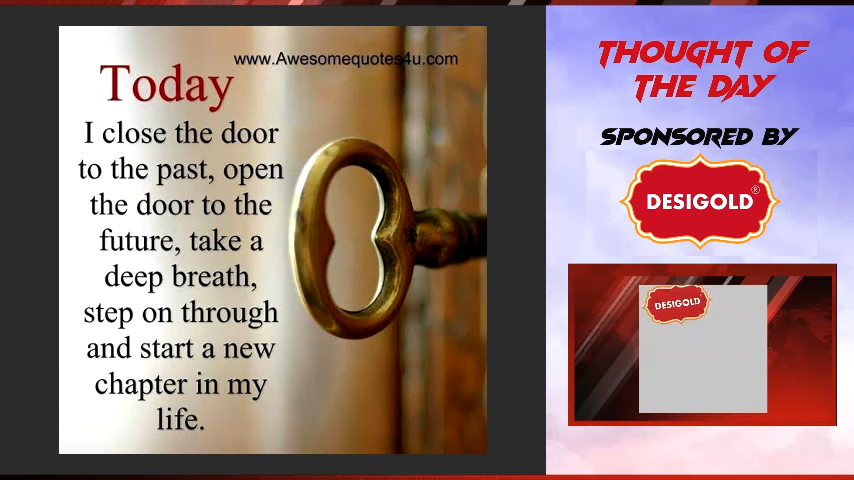 www.Awesomequotes4u.com
Today
I close the door
to the past, open
the door to the
future, take a
deep breath,
step on through
and start a new
chapter in my
life.
THOUGHT OF
THE DAY
SPONSORED BY
DESIGOLD®
DESIGOLD